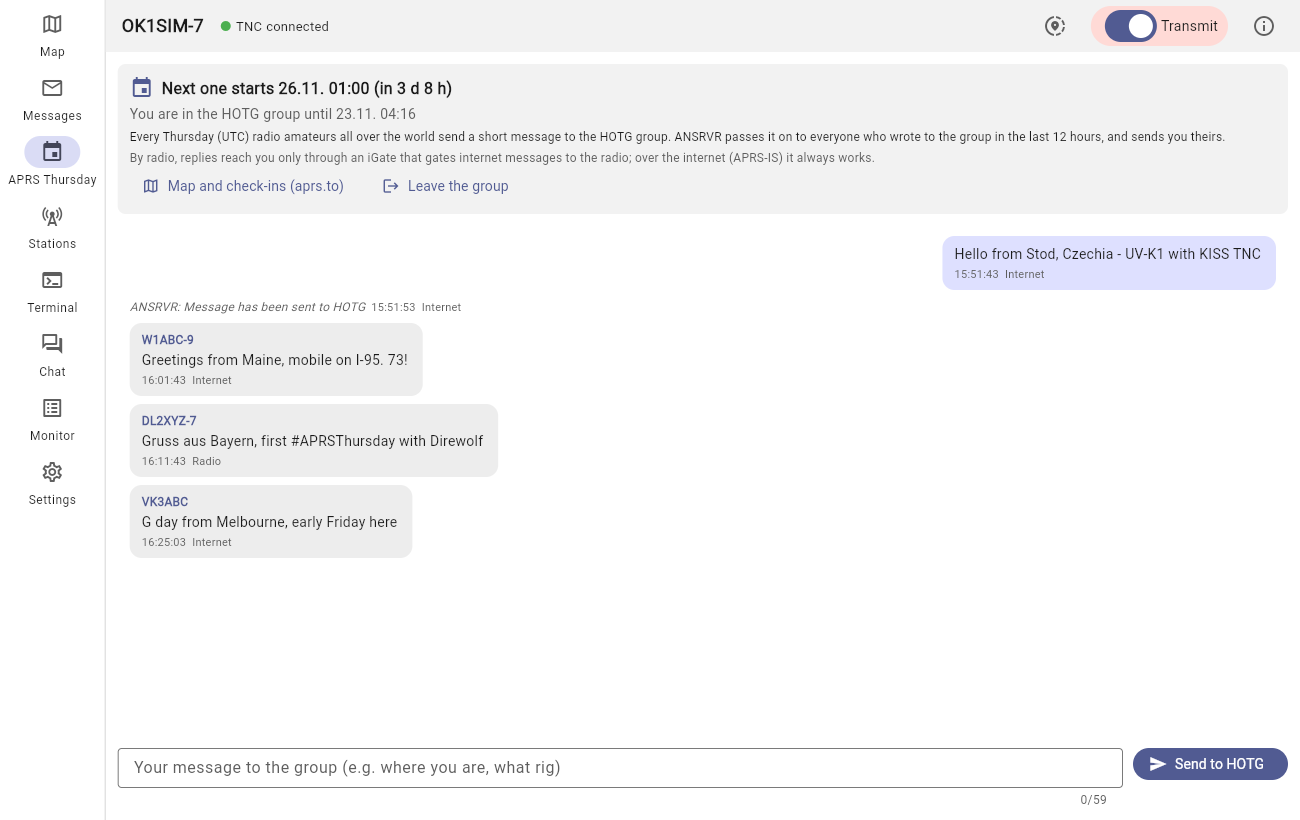 Map
Messages
APRS Thursday
Stations
Terminal
Chat
Monitor
Settings
OK1SIM-7
TNC connected
Transmit
Next one starts 26.11. 01:00 (in 3 d 8 h)
You are in the HOTG group until 23.11. 04:16
Every Thursday (UTC) radio amateurs all over the world send a short message to the HOTG group. ANSRVR passes it on to everyone who wrote to the group in the last 12 hours, and sends you theirs.
By radio, replies reach you only through an iGate that gates internet messages to the radio; over the internet (APRS-IS) it always works.
Map and check-ins (aprs.to)
Leave the group
Hello from Stod, Czechia - UV-K1 with KISS TNC
15:51:43 Internet
ANSRVR: Message has been sent to HOTG 15:51:53 Internet
W1ABC-9
Greetings from Maine, mobile on I-95. 73!
16:01:43 Internet
DL2XYZ-7
Gruss aus Bayern, first #APRSThursday with Direwolf
16:11:43 Radio
VK3ABC
G day from Melbourne, early Friday here
16:25:03 Internet
Your message to the group (e.g. where you are, what rig)
Send to HOTG
0/59